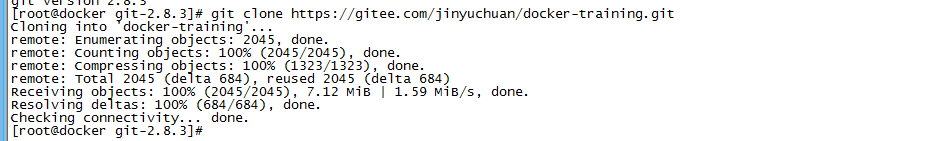 git version 2.8.3
[root@docker git-2.8.3]# git clone https://gitee.com/jinyuchuan/docker-training.git
Cloning into 'docker-training'...
remote: Enumerating objects: 2045, done.
remote: Counting objects: 100% (2045/2045), done.
remote: Compressing objects: 100% (1323/1323), done.
remote: Total 2045 (delta 684), reused 2045 (delta 684)
Receiving objects: 100% (2045/2045), 7.12 MiB | 1.59 MiB/s, done.
Resolving deltas: 100% (684/684), done.
Checking connectivity... done.
[root@docker git-2.8.3]#